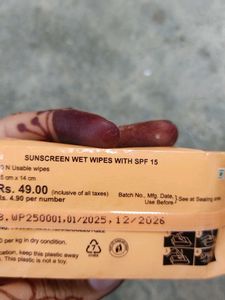 SUNSCREEN WET WIPES WITH SPF 15
N Usable wipes
5 cm x 14 cm
Rs. 49.00 (inclusive of all taxes)
Rs. 4.90 per number
Batch No., Mfg. Date,
Use Before
See at Sealing area
B.WP250001,01/2025,12/2026
per kg in dry condition.
keep this plastic away
This plastic is not a toy.